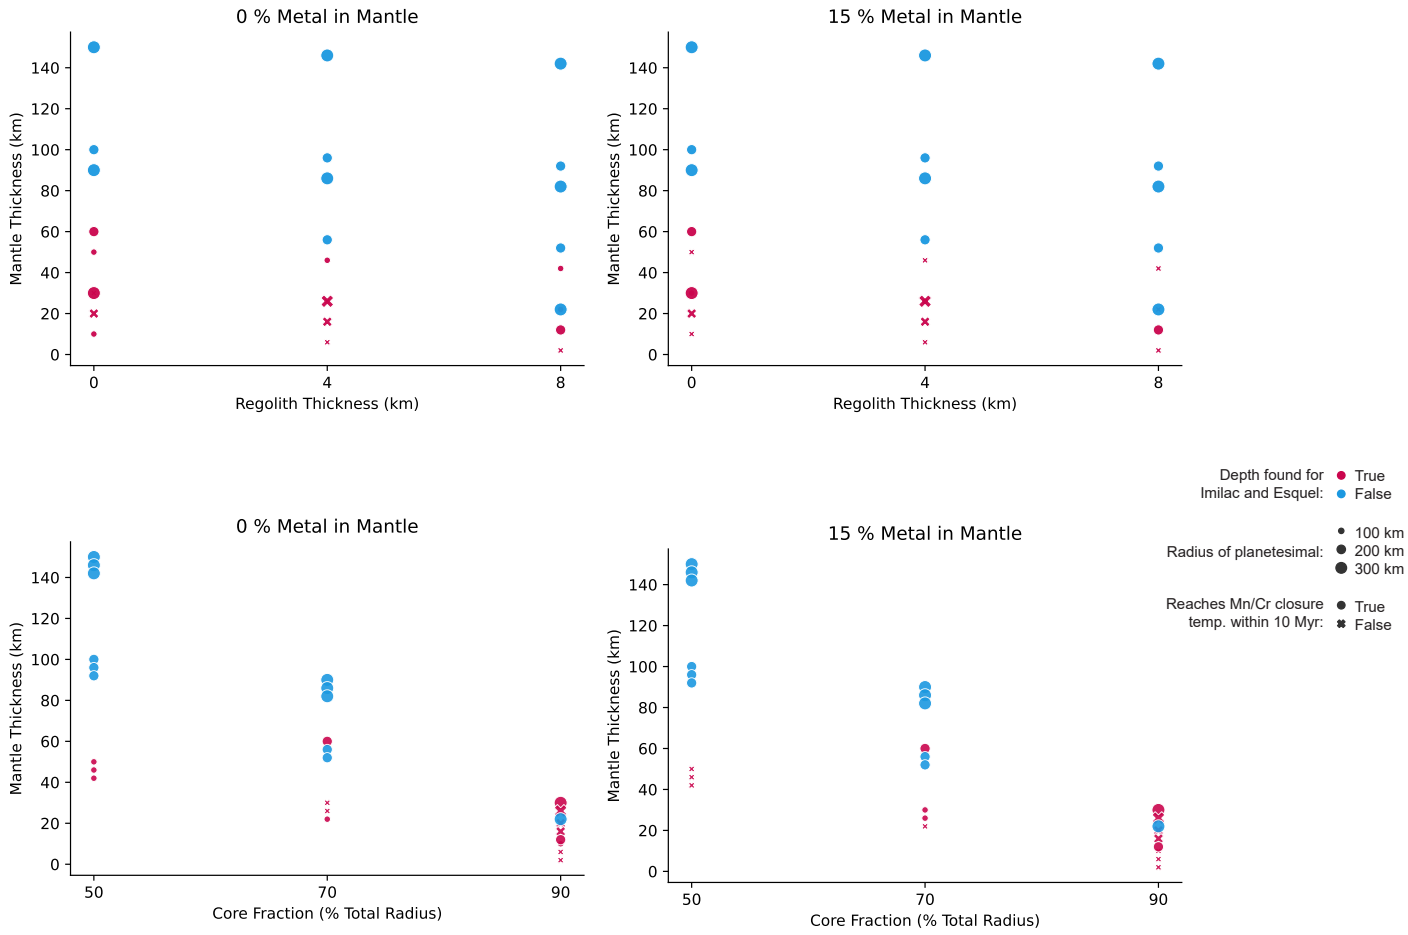 0 % Metal in Mantle
Mantle Thickness (km)
140
120
100
80
60
40
20
0
0 4 8
Regolith Thickness (km)
15 % Metal in Mantle
Mantle Thickness (km)
140
120
100
80
60
40
20
0
0 4 8
Regolith Thickness (km)
0 % Metal in Mantle
Mantle Thickness (km)
140
120
100
80
60
40
20
0
50 70 90
Core Fraction (% Total Radius)
15 % Metal in Mantle
Mantle Thickness (km)
140
120
100
80
60
40
20
0
50 70 90
Core Fraction (% Total Radius)
Depth found for True
Imilac and Esquel: False
100 km
Radius of planetesimal: 200 km
300 km
Reaches Mn/Cr closure True
temp. within 10 Myr: False